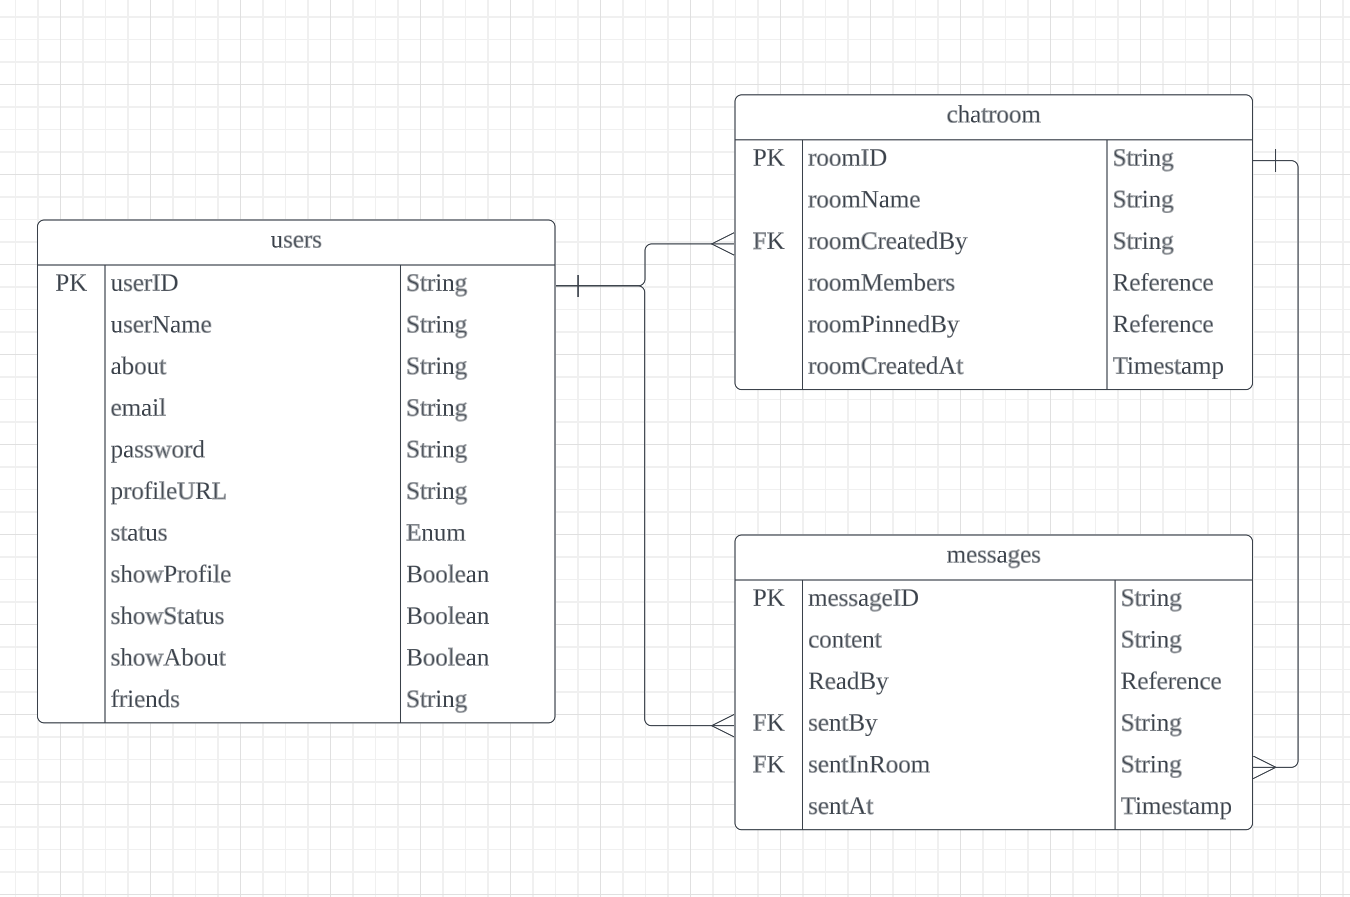 users
PK userID String
userName String
about String
email String
password String
profileURL String
status Enum
showProfile Boolean
showStatus Boolean
showAbout Boolean
friends String
chatroom
PK roomID String
roomName String
FK roomCreatedBy String
roomMembers Reference
roomPinnedBy Reference
roomCreatedAt Timestamp
messages
PK messageID String
content String
ReadBy Reference
FK sentBy String
FK sentInRoom String
sentAt Timestamp